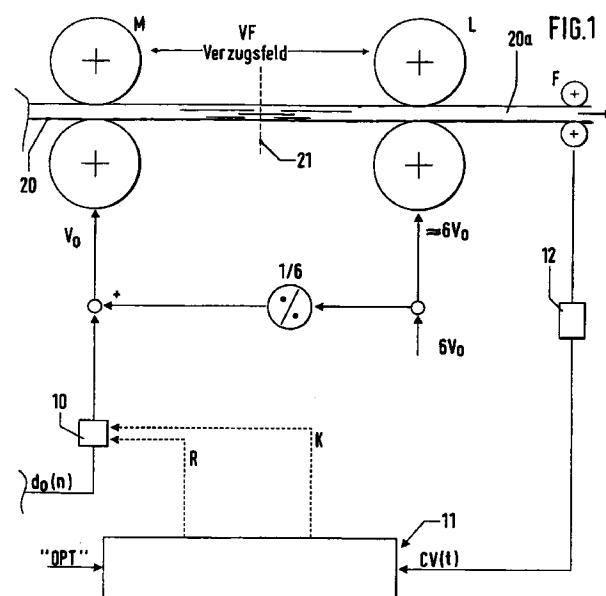 FIG.1
M
VF
Verzugsfeld
L
20a
F
20
21
V₀
≈6V₀
1/6
+
12
6V₀
10
K
R
d₀(n)
11
"OPT"
CV(t)